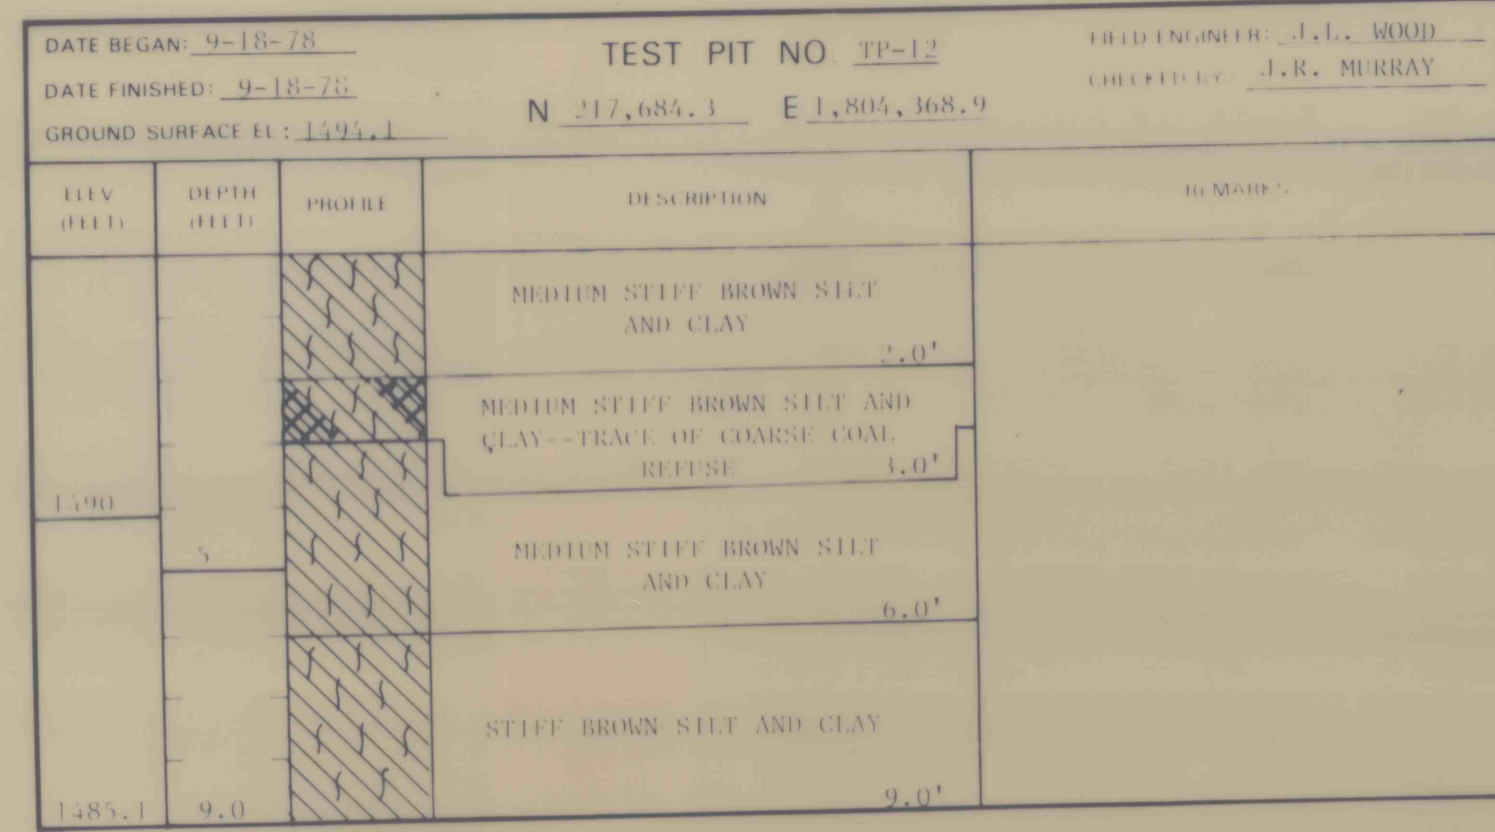 DATE BEGAN: 9-18-78
TEST PIT NO. TP-12
FIELD ENGINEER: J.L. WOOD
DATE FINISHED: 9-18-78
N 217,684.3 E 1,804,368.9
CHECKED BY: J.R. MURRAY
GROUND SURFACE EL: 1494.1
ELEV (FEET)
DEPTH (FEET)
PROFILE
DESCRIPTION
REMARKS
MEDIUM STIFF BROWN SILT
AND CLAY
2.0'
MEDIUM STIFF BROWN SILT AND
CLAY--TRACE OF COARSE COAL
REFUSE 3.0'
1490
5
MEDIUM STIFF BROWN SILT
AND CLAY
6.0'
STIFF BROWN SILT AND CLAY
9.0'
1485.1 9.0